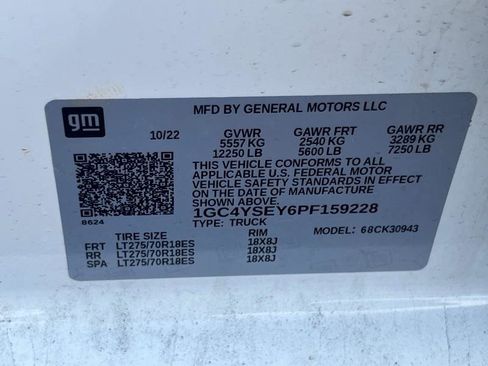 gm
MFD BY GENERAL MOTORS LLC
10/22 GVWR GAWR FRT GAWR RR
5557 KG 2540 KG 3289 KG
12250 LB 5600 LB 7250 LB
THIS VEHICLE CONFORMS TO ALL
APPLICABLE U.S. FEDERAL MOTOR
VEHICLE SAFETY STANDARDS IN EFFECT
ON THE DATE OF MANUFACTURE
SHOWN ABOVE.
1GC4YSEY6PF159228
8624
TYPE: TRUCK MODEL: 68CK30943
TIRE SIZE RIM
FRT LT275/70R18ES 18X8J
RR LT275/70R18ES 18X8J
SPA LT275/70R18ES 18X8J